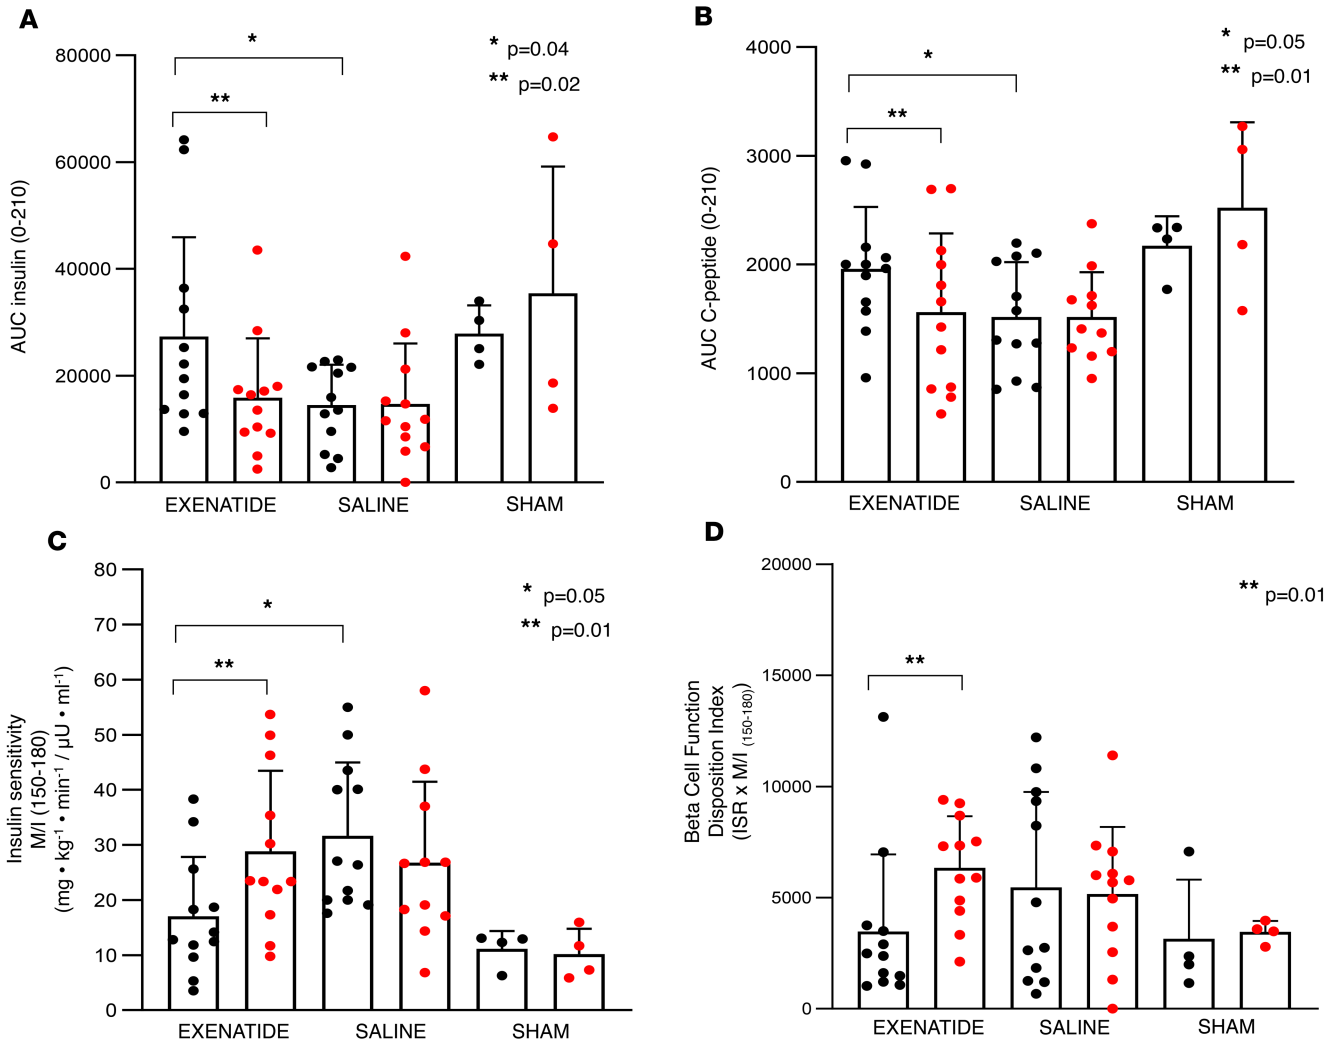 A
AUC insulin (0-210)
80000
60000
40000
20000
0
*
**
* p=0.04
** p=0.02
EXENATIDE SALINE SHAM
B
AUC C-peptide (0-210)
4000
3000
2000
1000
0
*
**
* p=0.05
** p=0.01
EXENATIDE SALINE SHAM
C
Insulin sensitivity
M/I (150-180)
(mg • kg⁻¹ • min⁻¹ / µU • ml⁻¹)
80
70
60
50
40
30
20
10
0
*
**
* p=0.05
** p=0.01
EXENATIDE SALINE SHAM
D
Beta Cell Function
Disposition Index
(ISR x M/I (150-180))
20000
15000
10000
5000
0
**
** p=0.01
EXENATIDE SALINE SHAM